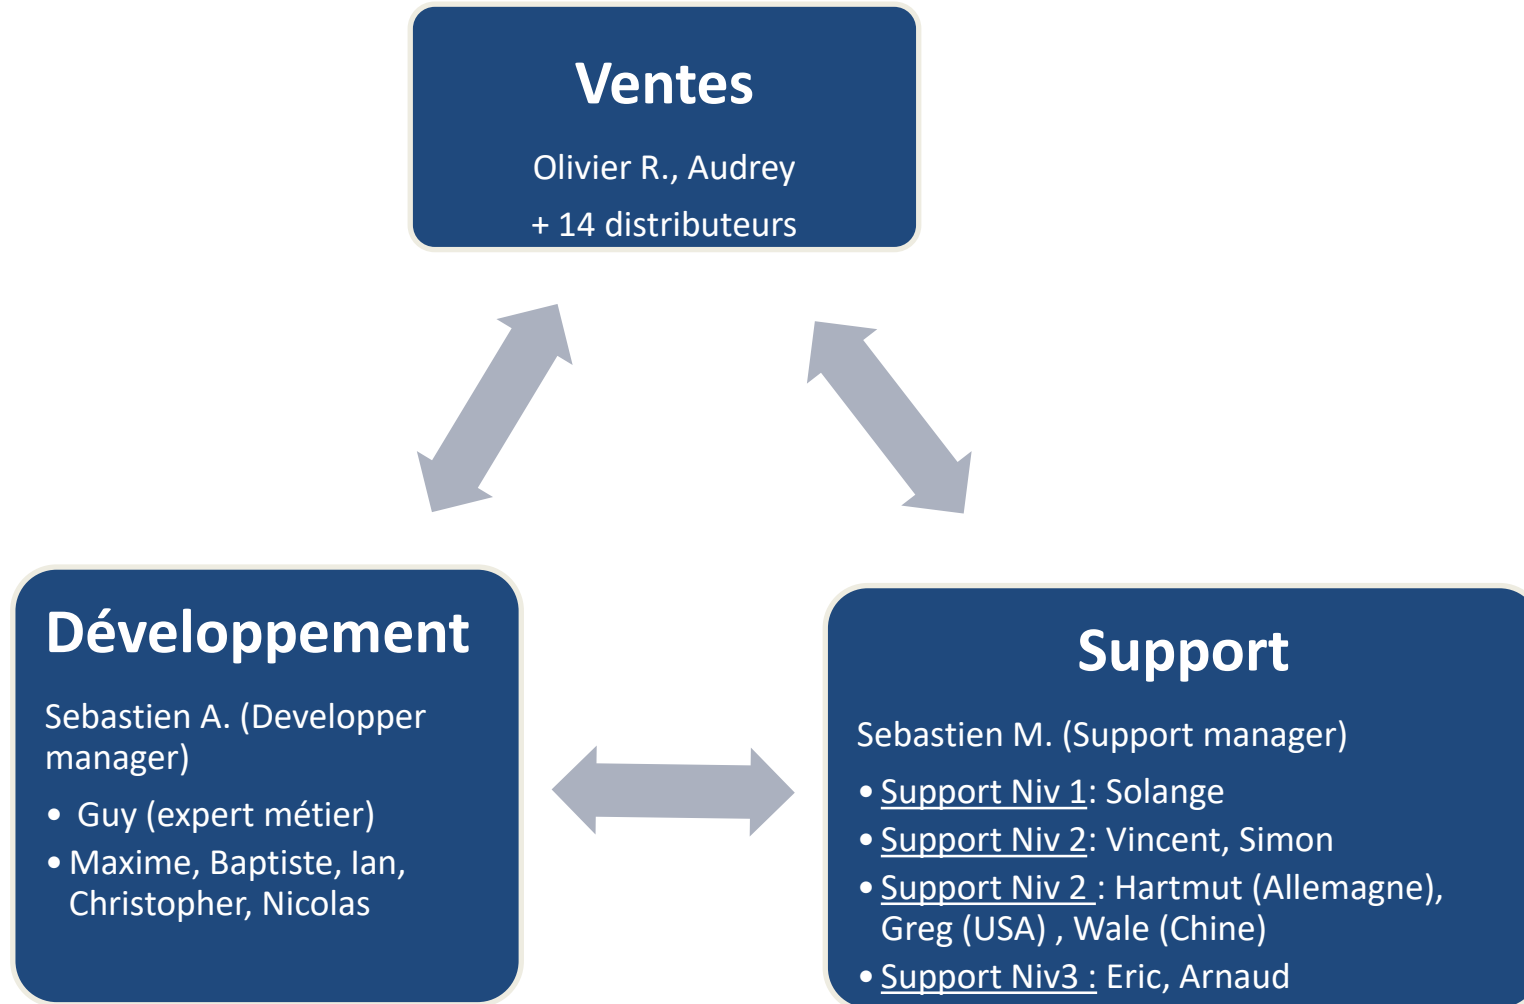 Ventes
Olivier R., Audrey
+ 14 distributeurs
Développement
Sebastien A. (Developper
manager)
• Guy (expert métier)
• Maxime, Baptiste, Ian,
Christopher, Nicolas
Support
Sebastien M. (Support manager)
• Support Niv 1: Solange
• Support Niv 2: Vincent, Simon
• Support Niv 2 : Hartmut (Allemagne),
Greg (USA) , Wale (Chine)
• Support Niv3 : Eric, Arnaud